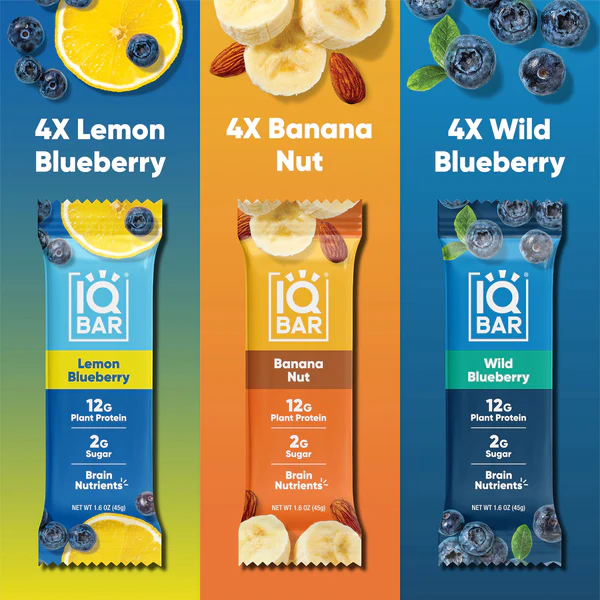 4X Lemon
Blueberry
4X Banana
Nut
4X Wild
Blueberry
IQ®
BAR
Lemon
Blueberry
12G
Plant Protein
2G
Sugar
Brain
Nutrients
NET WT 1.6 OZ (45g)
IQ®
BAR
Banana
Nut
12G
Plant Protein
2G
Sugar
Brain
Nutrients
NET WT 1.6 OZ (45g)
IQ®
BAR
Wild
Blueberry
12G
Plant Protein
2G
Sugar
Brain
Nutrients
NET WT 1.6 OZ (45g)